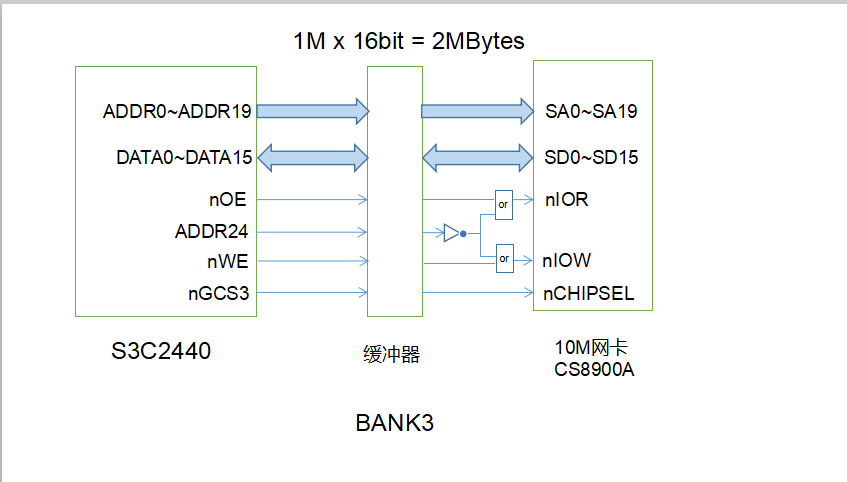 1M x 16bit = 2MBytes
ADDR0~ADDR19
SA0~SA19
DATA0~DATA15
SD0~SD15
nOE
or
nIOR
ADDR24
nWE
or
nIOW
nGCS3
nCHIPSEL
S3C2440
缓冲器
10M网卡
CS8900A
BANK3